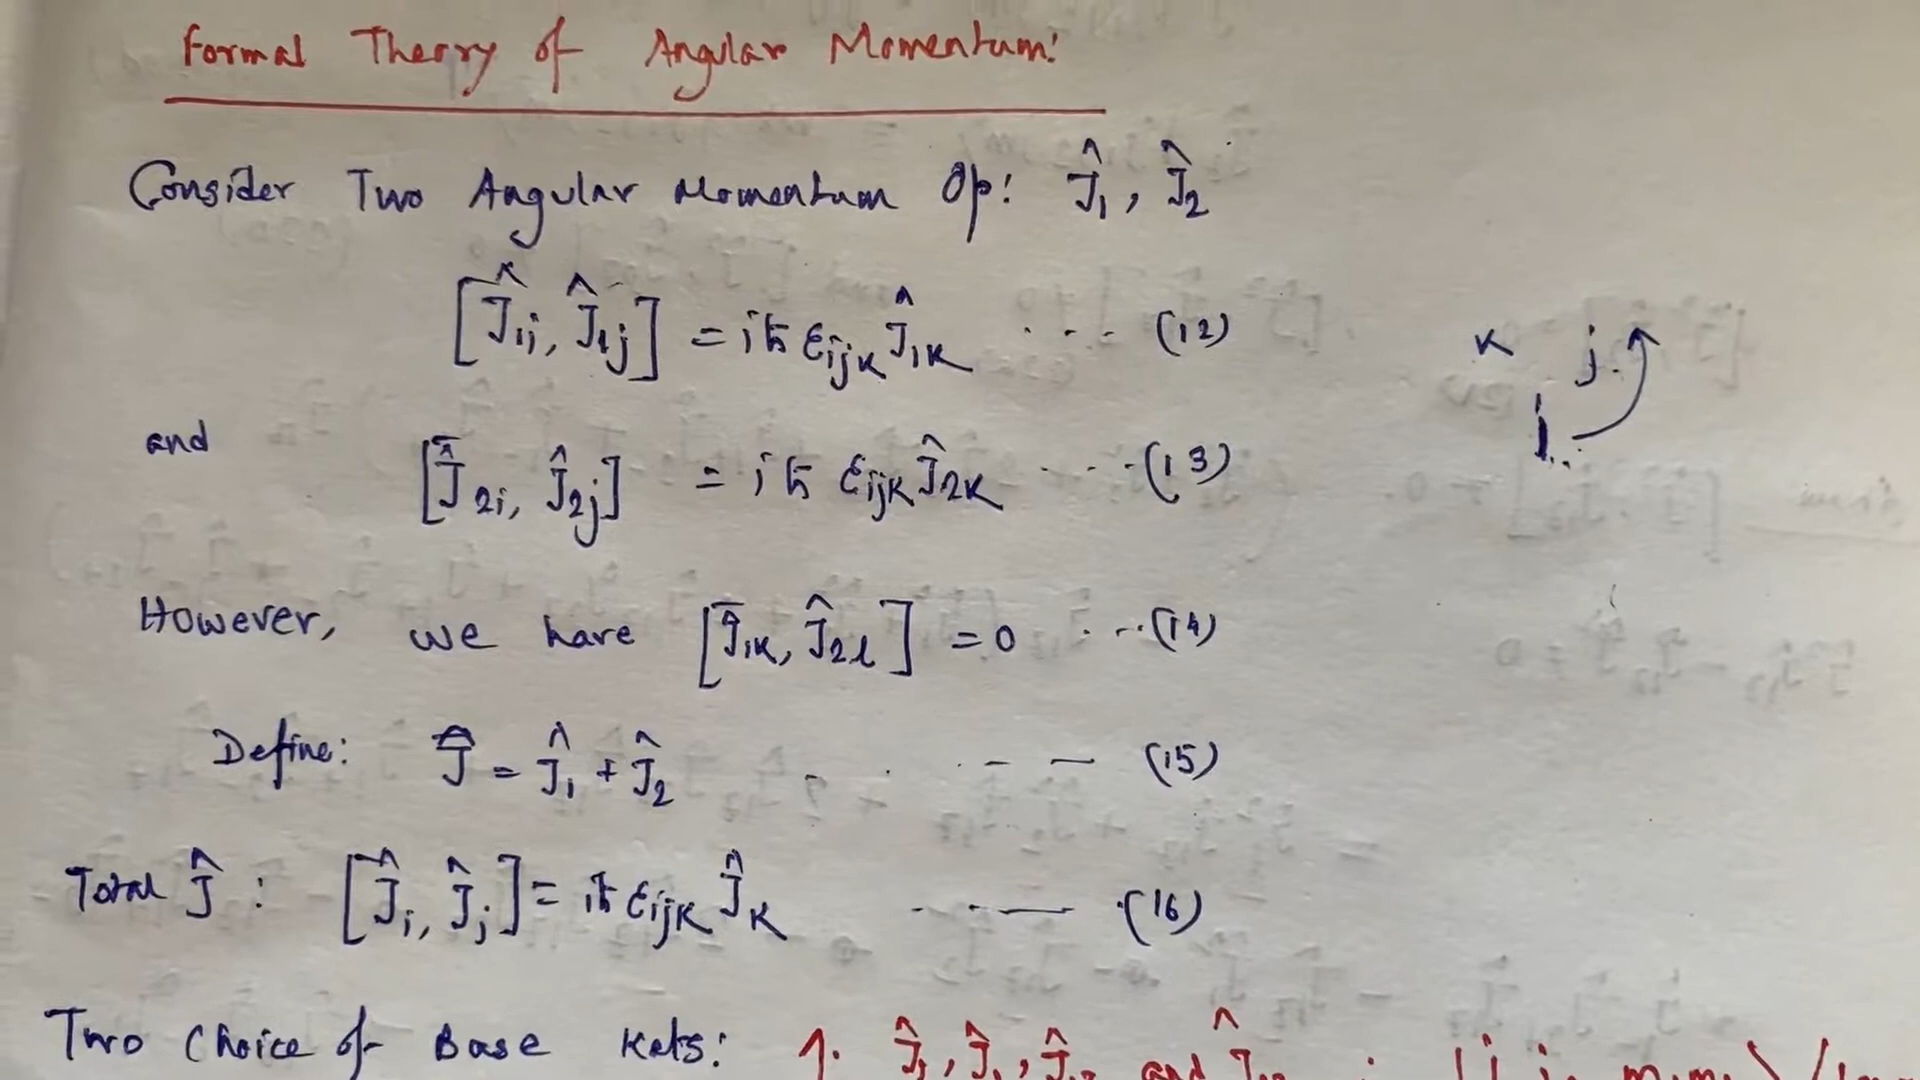 Formal Theory of Angular Momentum:
Consider Two Angular Momentum Op: Ĵ₁, Ĵ₂
[Ĵ₁ᵢ, Ĵ₁ⱼ] = iħ εᵢⱼₖ Ĵ₁ₖ ... (12)
k j
i
and [Ĵ₂ᵢ, Ĵ₂ⱼ] = iħ εᵢⱼₖ Ĵ₂ₖ ... (13)
However, we have [Ĵ₁ₖ, Ĵ₂ₗ] = 0 ... (14)
Define: Ĵ = Ĵ₁ + Ĵ₂ ... (15)
Total Ĵ : [Ĵᵢ, Ĵⱼ] = iħ εᵢⱼₖ Ĵₖ ... (16)
Two Choice of Base Kets: 1.